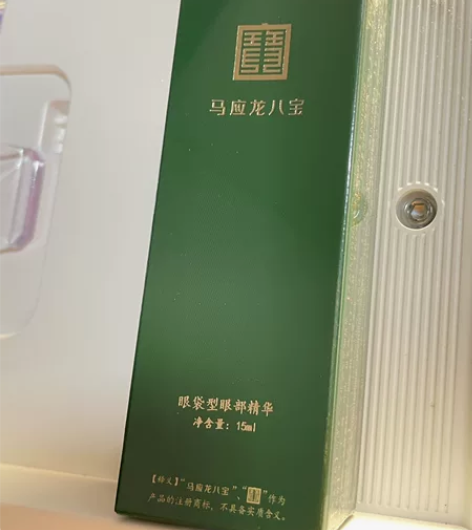 马应龙八宝
眼袋型眼部精华
净含量：15ml
【释义】"马应龙八宝"、"寶"作为
产品的注册商标，不具备实质含义。